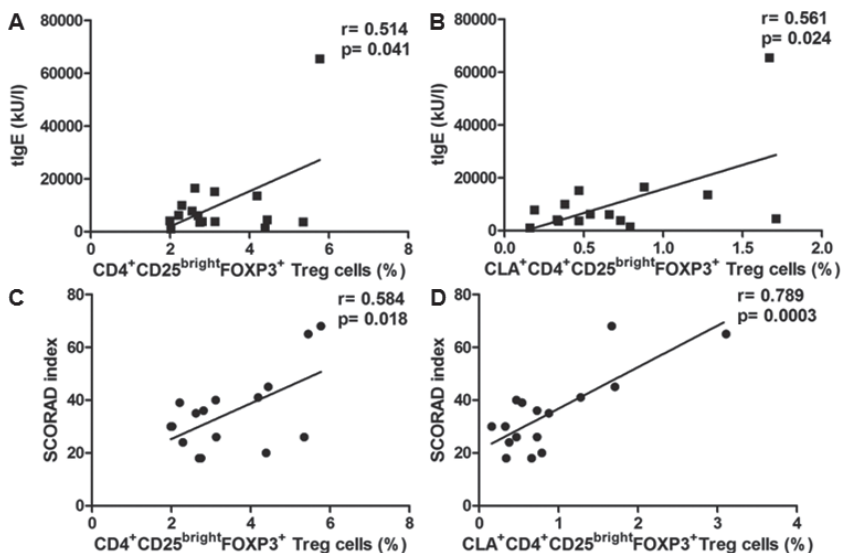 A
r= 0.514
p= 0.041
tIgE (kU/l)
80000
60000
40000
20000
0
0 2 4 6 8
CD4⁺CD25ᵇʳⁱᵍʰᵗFOXP3⁺ Treg cells (%)
B
r= 0.561
p= 0.024
tIgE (kU/l)
80000
60000
40000
20000
0
0.0 0.5 1.0 1.5 2.0
CLA⁺CD4⁺CD25ᵇʳⁱᵍʰᵗFOXP3⁺ Treg cells (%)
C
r= 0.584
p= 0.018
SCORAD index
80
60
40
20
0
0 2 4 6 8
CD4⁺CD25ᵇʳⁱᵍʰᵗFOXP3⁺ Treg cells (%)
D
r= 0.789
p= 0.0003
SCORAD index
80
60
40
20
0
0 1 2 3 4
CLA⁺CD4⁺CD25ᵇʳⁱᵍʰᵗFOXP3⁺Treg cells (%)